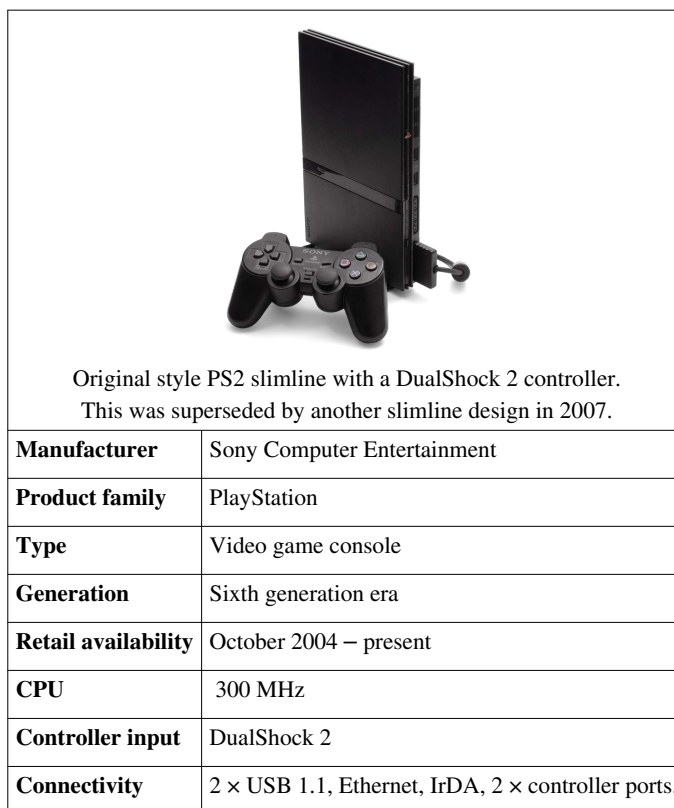 SONY
Original style PS2 slimline with a DualShock 2 controller.
This was superseded by another slimline design in 2007.
Manufacturer Sony Computer Entertainment
Product family PlayStation
Type Video game console
Generation Sixth generation era
Retail availability October 2004 – present
CPU 300 MHz
Controller input DualShock 2
Connectivity 2 × USB 1.1, Ethernet, IrDA, 2 × controller ports.